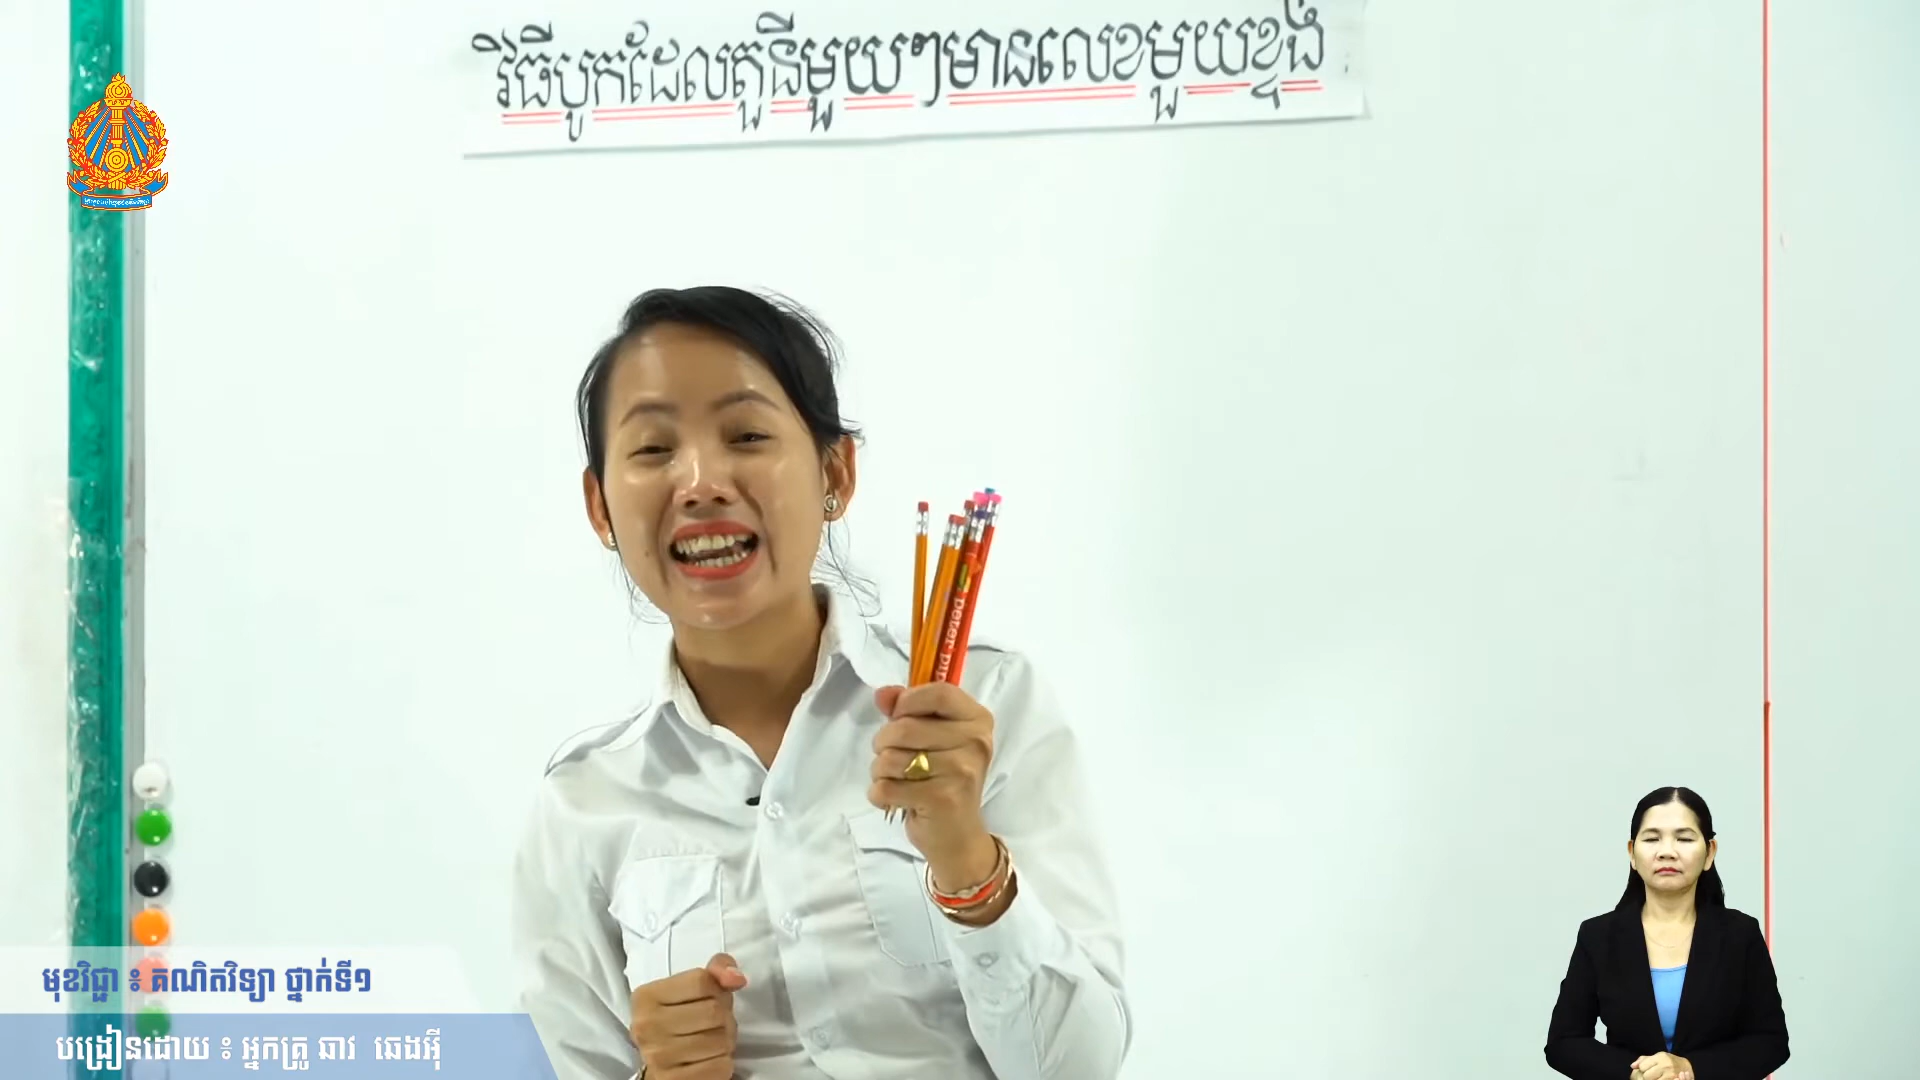 វិធីបូកដែលតួនីមួយៗមានលេខមួយខ្ទង់ :
peter pi
មុខវិជ្ជា ៖ គណិតវិទ្យា ថ្នាក់ទី១
បង្រៀនដោយ ៖ អ្នកគ្រូ ឆាវ ឆេងអ៊ី